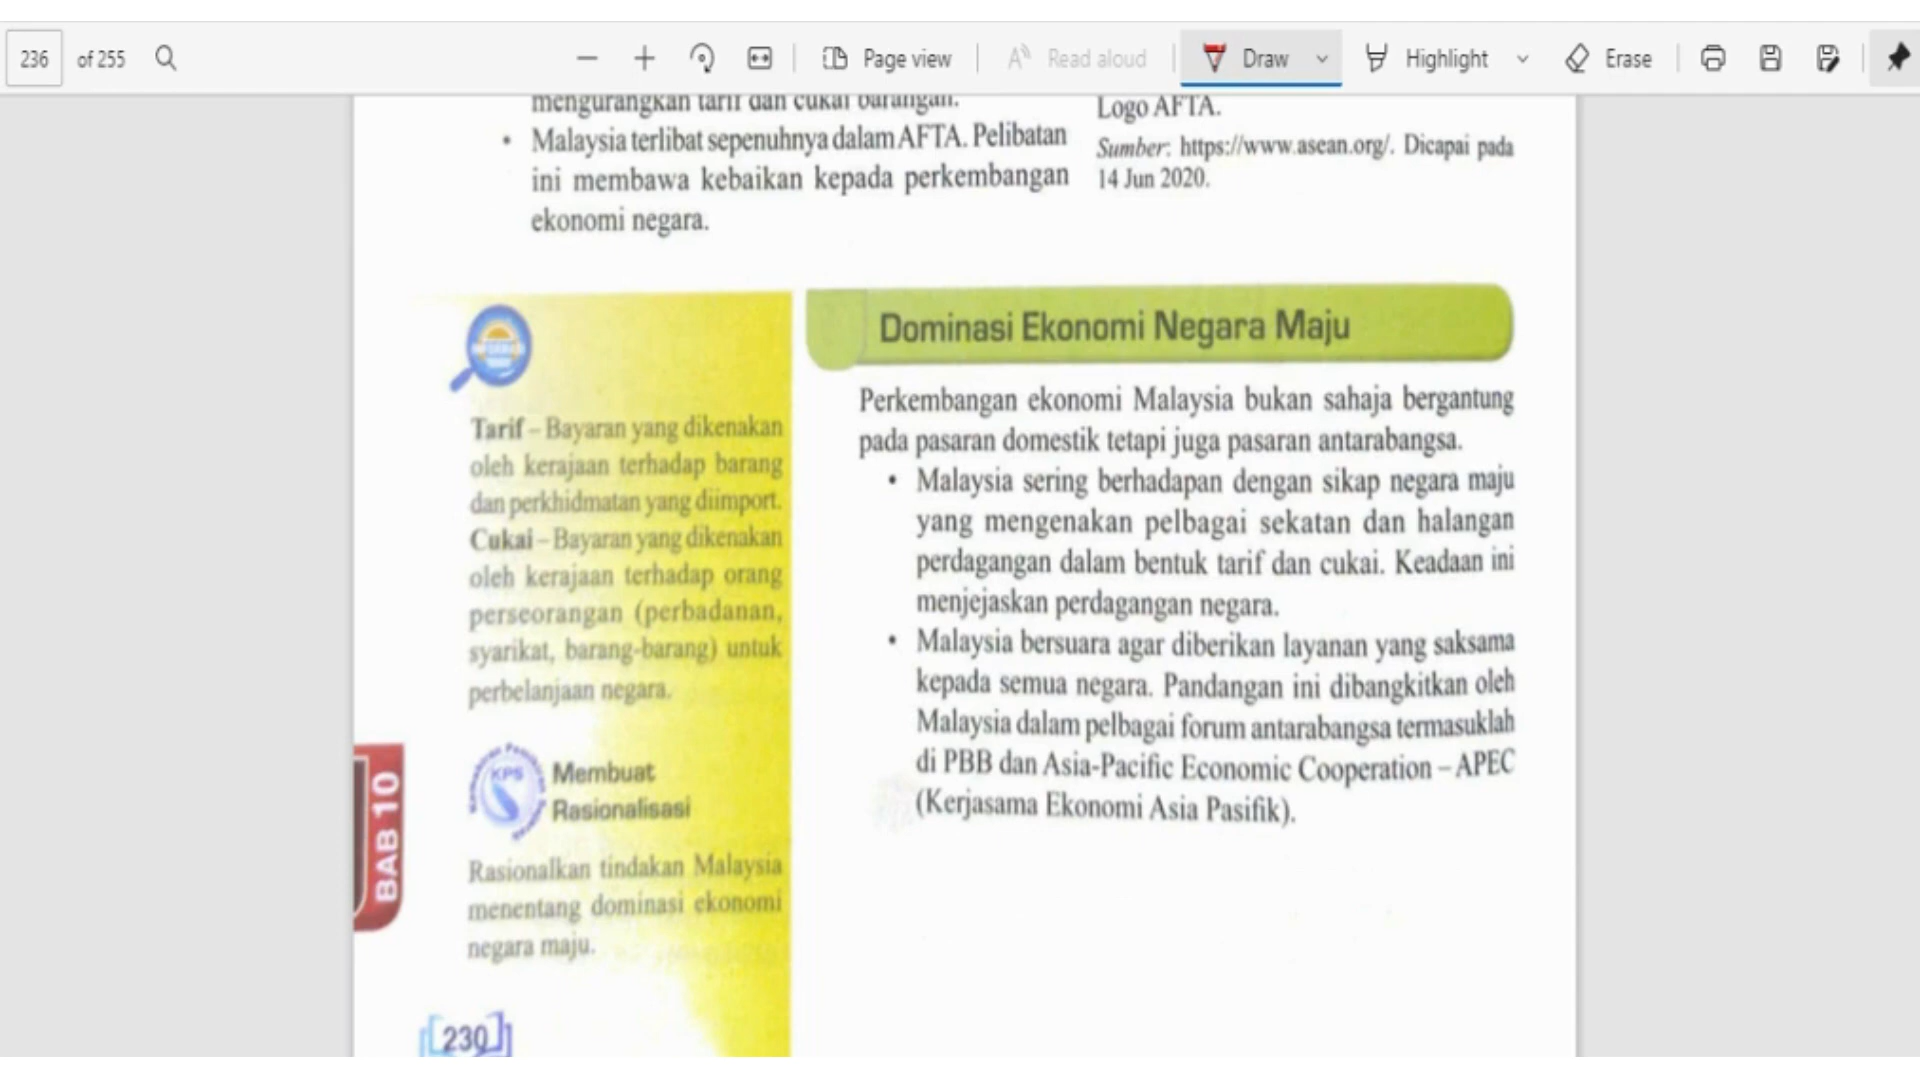 236 of 255 Page view Read aloud Draw Highlight Erase
mengurangkan tarif dan cukai barangan.
• Malaysia terlibat sepenuhnya dalam AFTA. Pelibatan
ini membawa kebaikan kepada perkembangan
ekonomi negara.
Logo AFTA.
Sumber: https://www.asean.org/. Dicapai pada
14 Jun 2020.
Tarif – Bayaran yang dikenakan
oleh kerajaan terhadap barang
dan perkhidmatan yang diimport.
Cukai – Bayaran yang dikenakan
oleh kerajaan terhadap orang
perseorangan (perbadanan,
syarikat, barang-barang) untuk
perbelanjaan negara.
KPS
Membuat
Rasionalisasi
Rasionalkan tindakan Malaysia
menentang dominasi ekonomi
negara maju.
BAB 10
230
Dominasi Ekonomi Negara Maju
Perkembangan ekonomi Malaysia bukan sahaja bergantung
pada pasaran domestik tetapi juga pasaran antarabangsa.
• Malaysia sering berhadapan dengan sikap negara maju
yang mengenakan pelbagai sekatan dan halangan
perdagangan dalam bentuk tarif dan cukai. Keadaan ini
menjejaskan perdagangan negara.
• Malaysia bersuara agar diberikan layanan yang saksama
kepada semua negara. Pandangan ini dibangkitkan oleh
Malaysia dalam pelbagai forum antarabangsa termasuklah
di PBB dan Asia-Pacific Economic Cooperation – APEC
(Kerjasama Ekonomi Asia Pasifik).